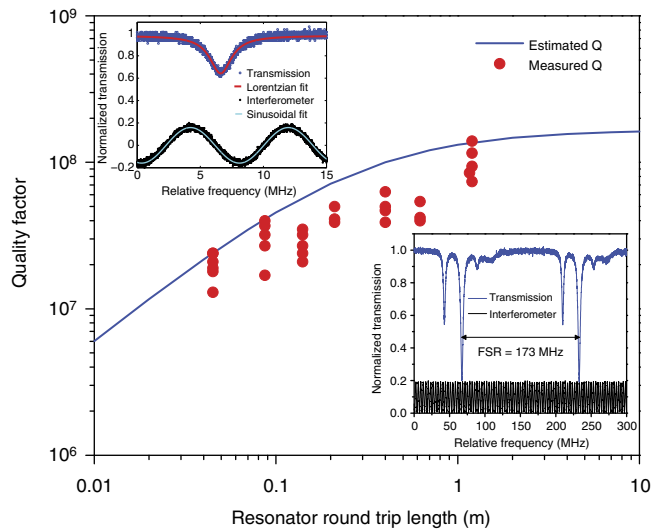 10^9
10^8
10^7
10^6
Quality factor
0.01
0.1
1
10
Resonator round trip length (m)
Estimated Q
Measured Q
1
0.8
0.6
0.4
0.2
0
−0.2
Normalized transmission
Transmission
Lorentzian fit
Interferometer
Sinusoidal fit
0
5
10
15
Relative frequency (MHz)
1.0
0.8
0.6
0.4
0.2
0.0
Normalized transmission
Transmission
Interferometer
FSR = 173 MHz
0
50
100
150
200
250
300
Relative frequency (MHz)